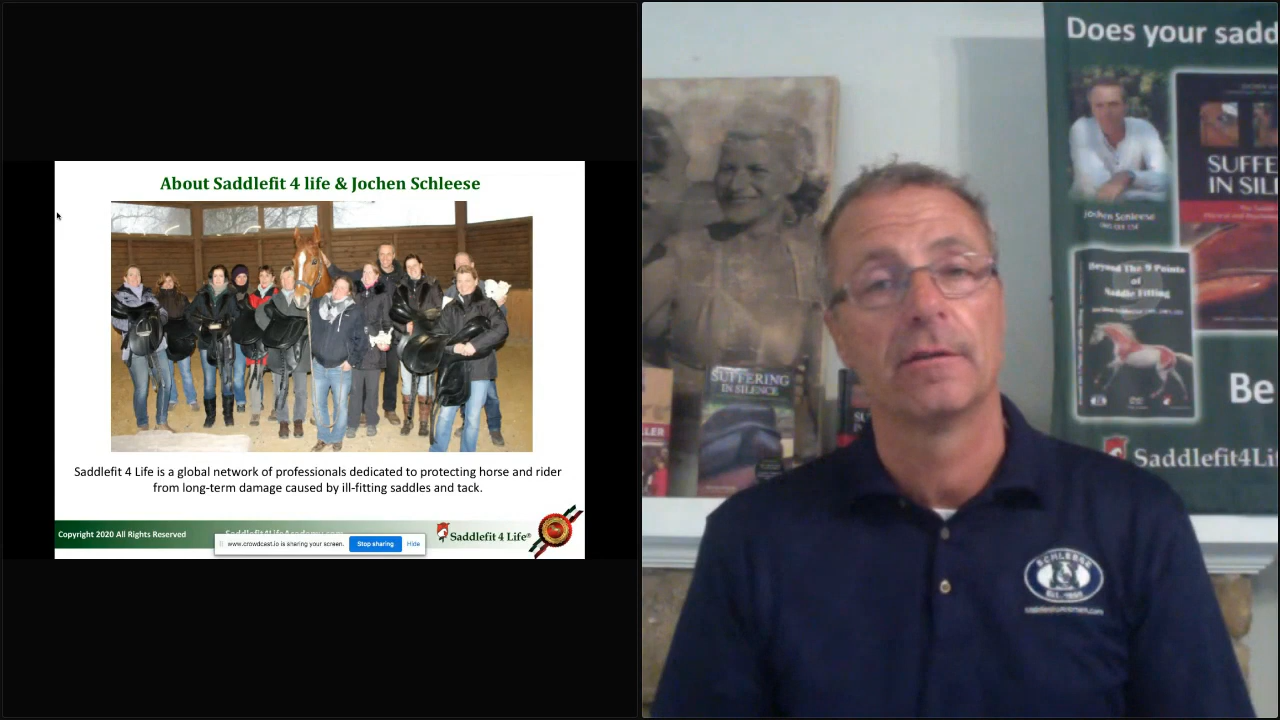 About Saddlefit 4 life & Jochen Schleese
Saddlefit 4 Life is a global network of professionals dedicated to protecting horse and rider
from long-term damage caused by ill-fitting saddles and tack.
Copyright 2020 All Rights Reserved
Saddlefit 4 Life®
www.crowdcast.io is sharing your screen.
Stop sharing
Hide
Does your sadd
Jochen Schleese
SUFFE
IN SIL
Beyond The 9 Points
of
Saddle Fitting
Be
Saddlefit4Li
SUFFERING
IN SILENCE
LER
SCHLEESE